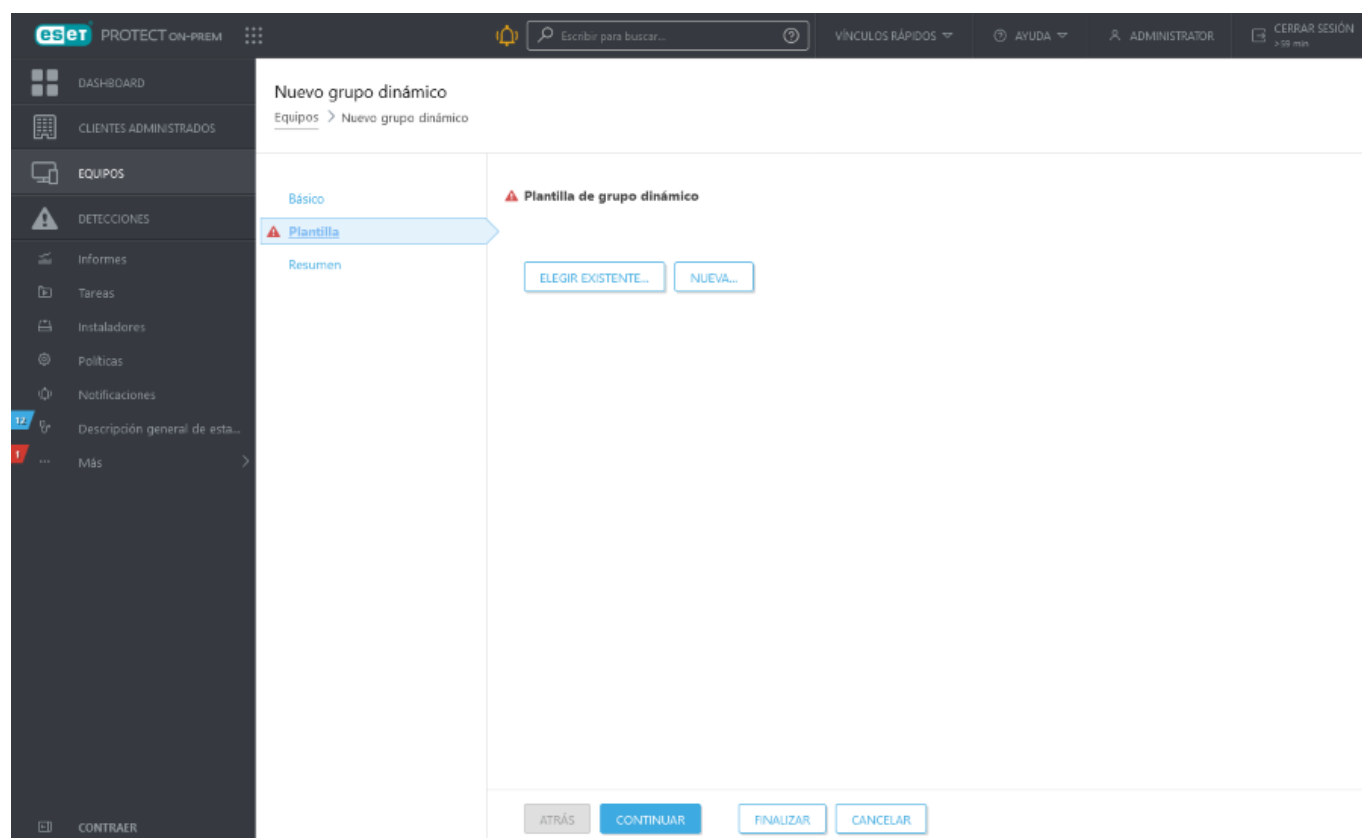 eset PROTECT ON-PREM
Escribir para buscar...
VÍNCULOS RÁPIDOS
AYUDA
ADMINISTRATOR
CERRAR SESIÓN
> 59 min
DASHBOARD
CLIENTES ADMINISTRADOS
EQUIPOS
DETECCIONES
Informes
Tareas
Instaladores
Políticas
Notificaciones
12
Descripción general de esta...
1
Más
CONTRAER
Nuevo grupo dinámico
Equipos > Nuevo grupo dinámico
Básico
Plantilla
Resumen
Plantilla de grupo dinámico
ELEGIR EXISTENTE...
NUEVA...
ATRÁS
CONTINUAR
FINALIZAR
CANCELAR